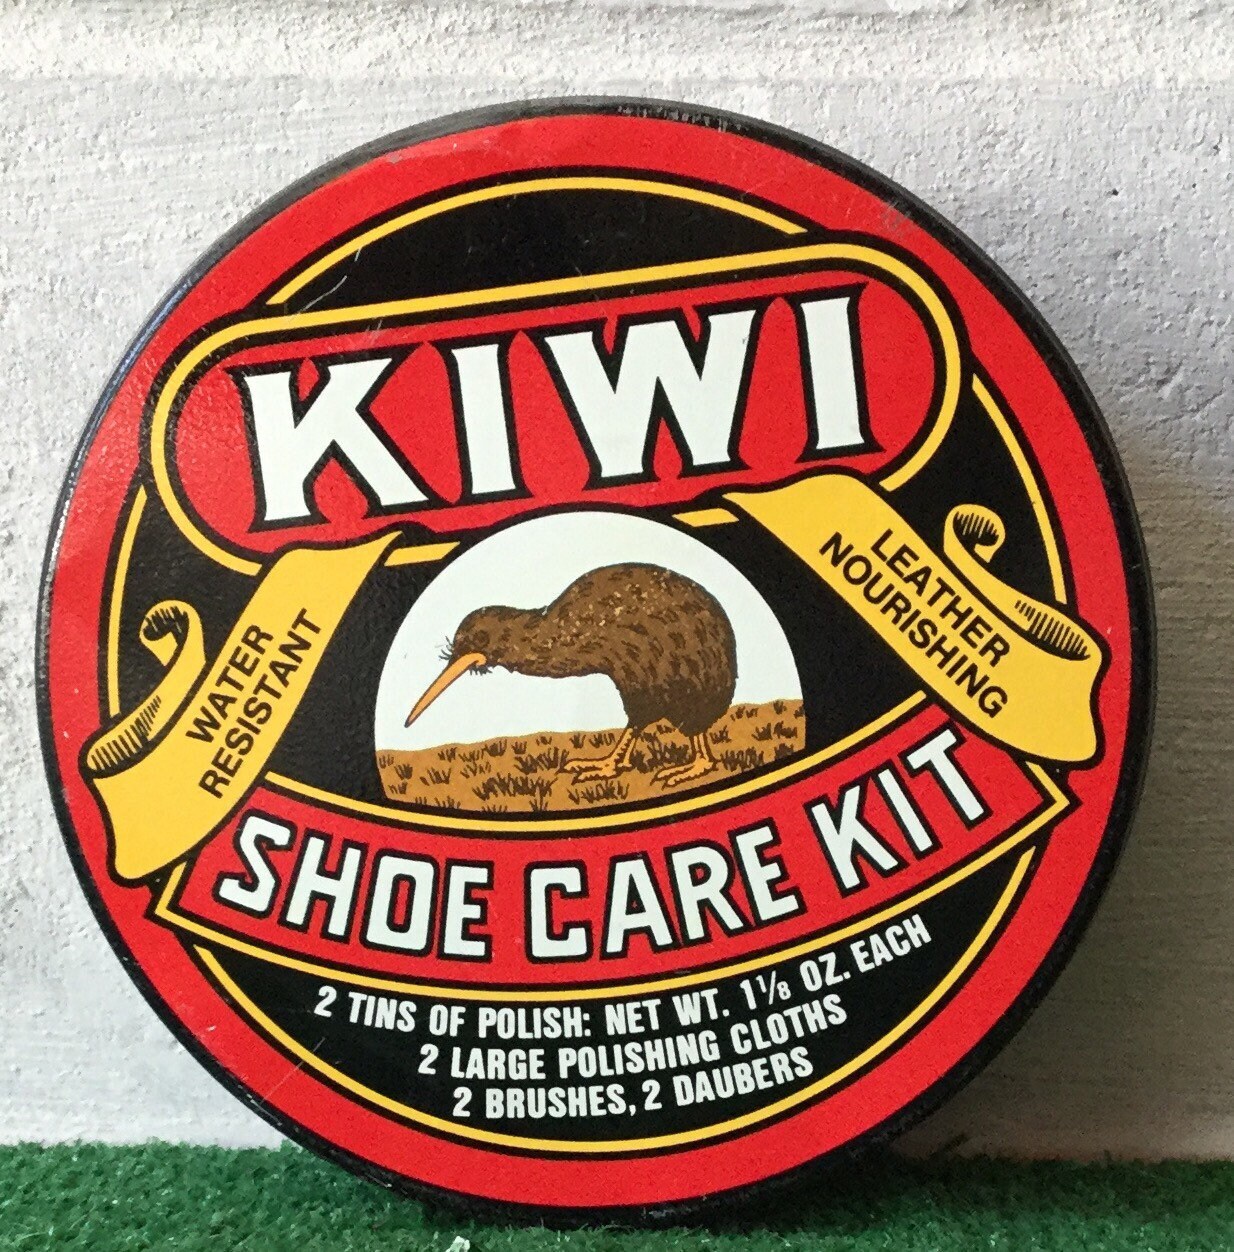 KIWI
WATER
RESISTANT
LEATHER
NOURISHING
SHOE CARE KIT
2 TINS OF POLISH: NET WT. 1⅛ OZ. EACH
2 LARGE POLISHING CLOTHS
2 BRUSHES, 2 DAUBERS